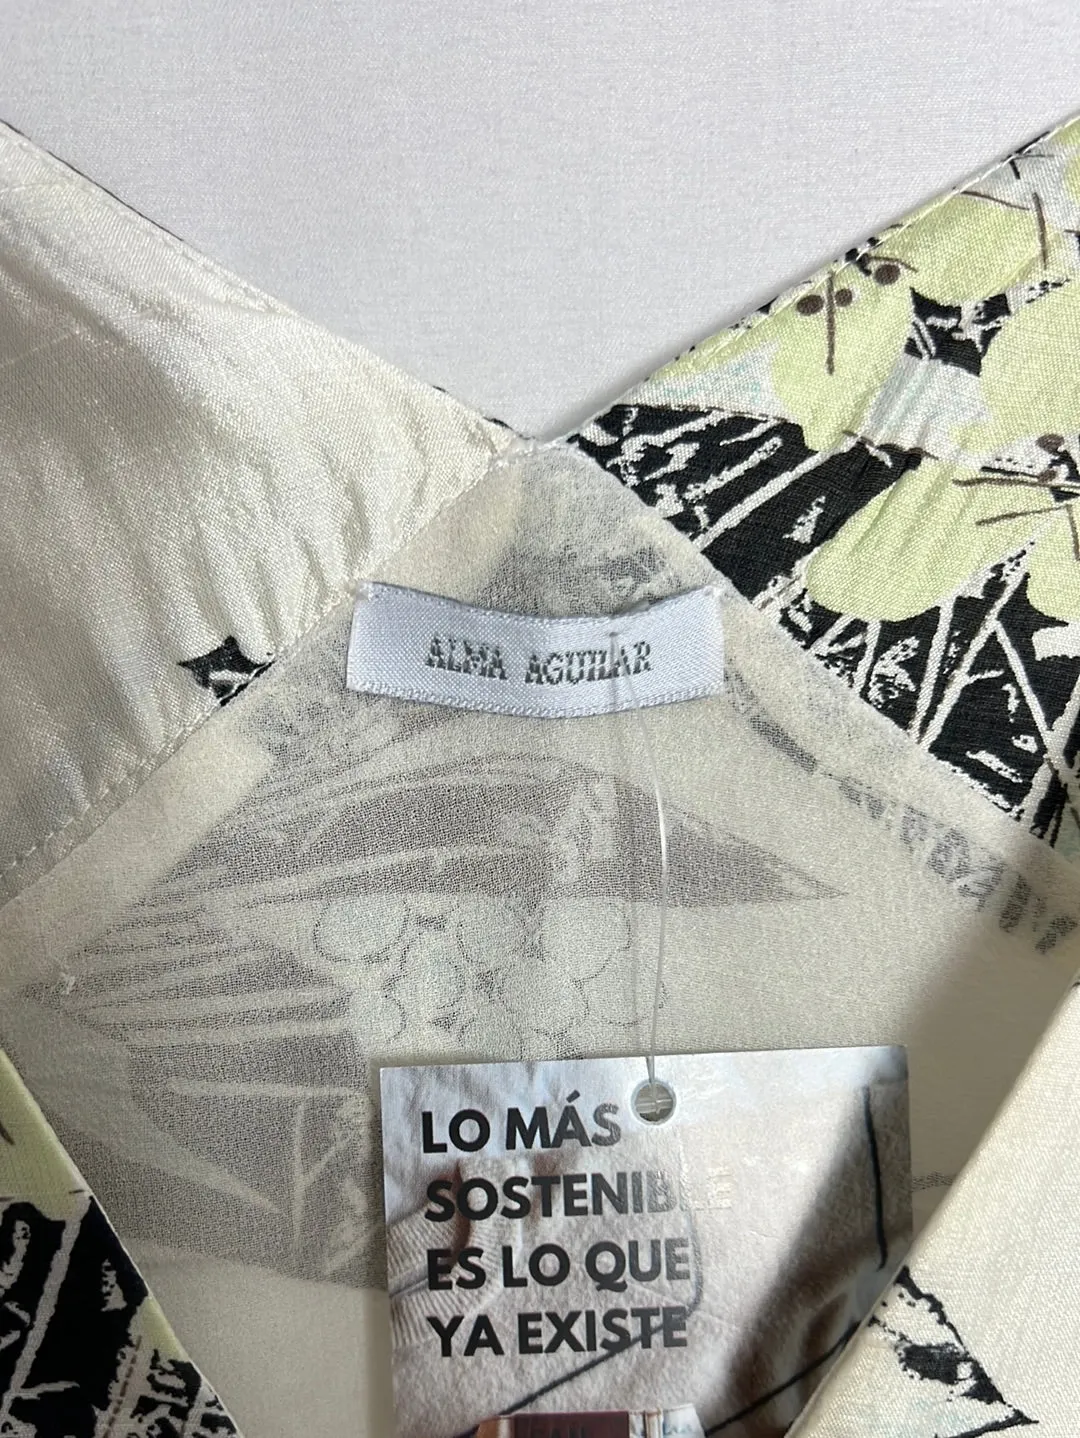 ALMA AGUILAR
LO MÁS
SOSTENIBLE
ES LO QUE
YA EXISTE